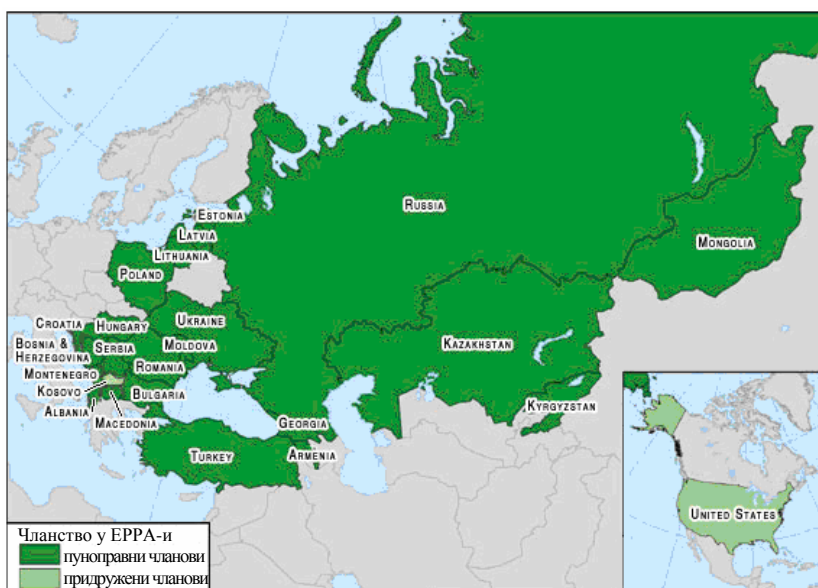 RUSSIA
ESTONIA
LATVIA
LITHUANIA
POLAND
MONGOLIA
CROATIA
HUNGARY
UKRAINE
BOSNIA &
HERZEGOVINA
SERBIA
MOLDOVA
KAZAKHSTAN
MONTENEGRO
ROMANIA
KOSOVO
BULGARIA
ALBANIA
MACEDONIA
GEORGIA
KYRGYZSTAN
TURKEY
ARMENIA
UNITED STATES
Чланство у ЕРРА-и
пуноправни чланови
придружени чланови